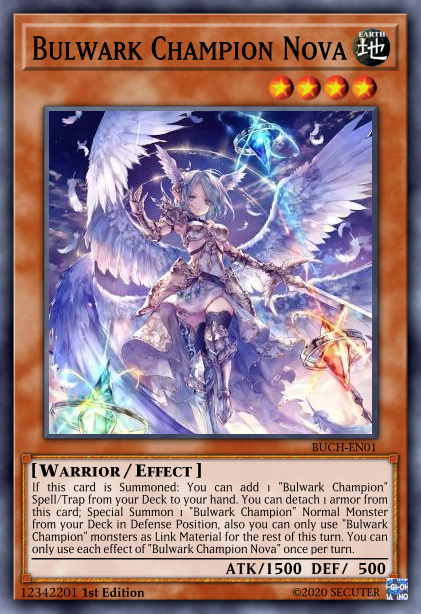 BULWARK CHAMPION NOVA
EARTH
地
BUCH-EN01
[WARRIOR/EFFECT]
If this card is Summoned: You can add 1 "Bulwark Champion"
Spell/Trap from your Deck to your hand. You can detach 1 armor from
this card; Special Summon 1 "Bulwark Champion" Normal Monster
from your Deck in Defense Position, also you can only use "Bulwark
Champion" monsters as Link Material for the rest of this turn. You can
only use each effect of "Bulwark Champion Nova" once per turn.
ATK/1500 DEF/ 500
12342201 1st Edition
©2020 SECUTER